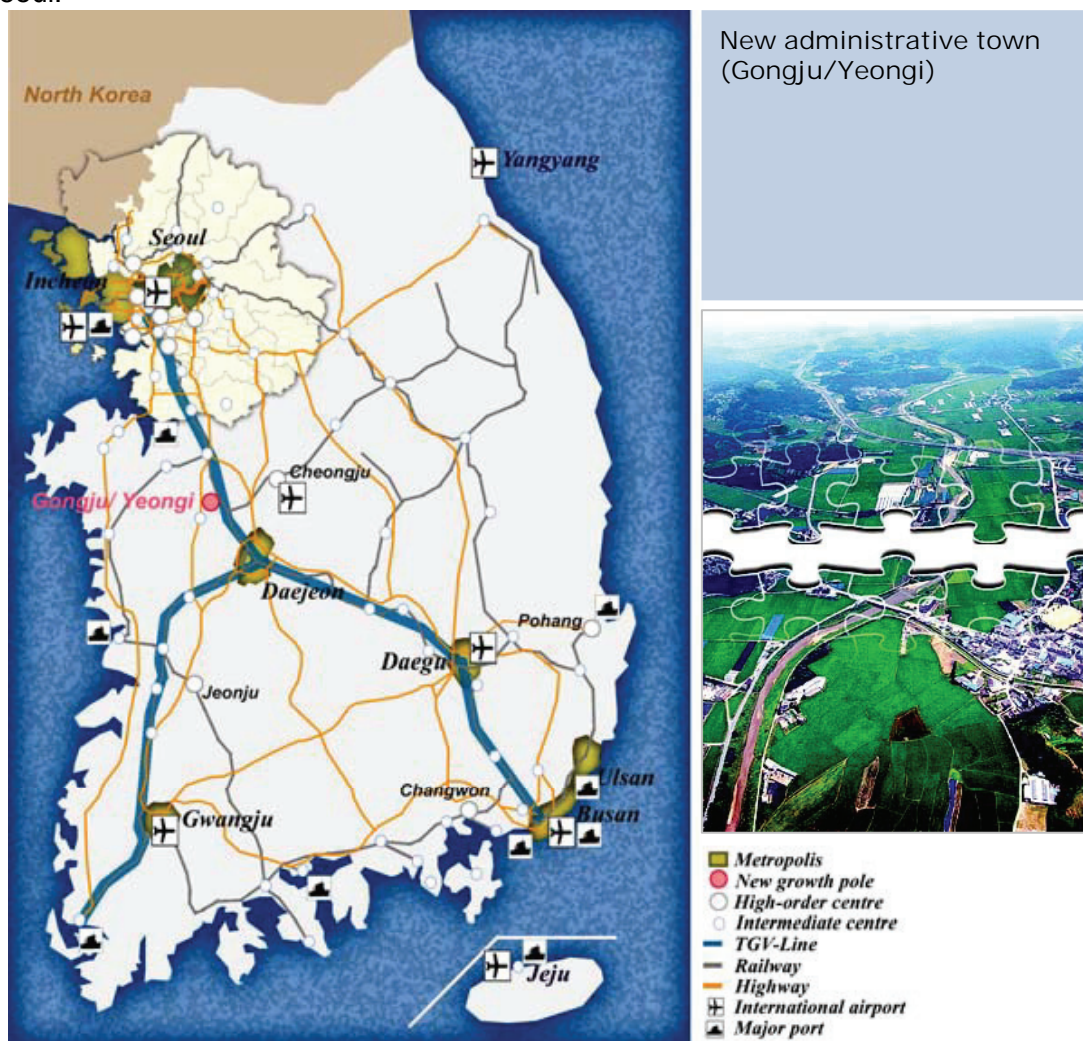 New administrative town
(Gongju/Yeongi)
North Korea
Yangyang
Seoul
Incheon
Cheongju
Gongju/ Yeongi
Daejeon
Pohang
Daegu
Jeonju
Ulsan
Changwon
Busan
Gwangju
Jeju
Metropolis
New growth pole
High-order centre
Intermediate centre
TGV-Line
Railway
Highway
International airport
Major port